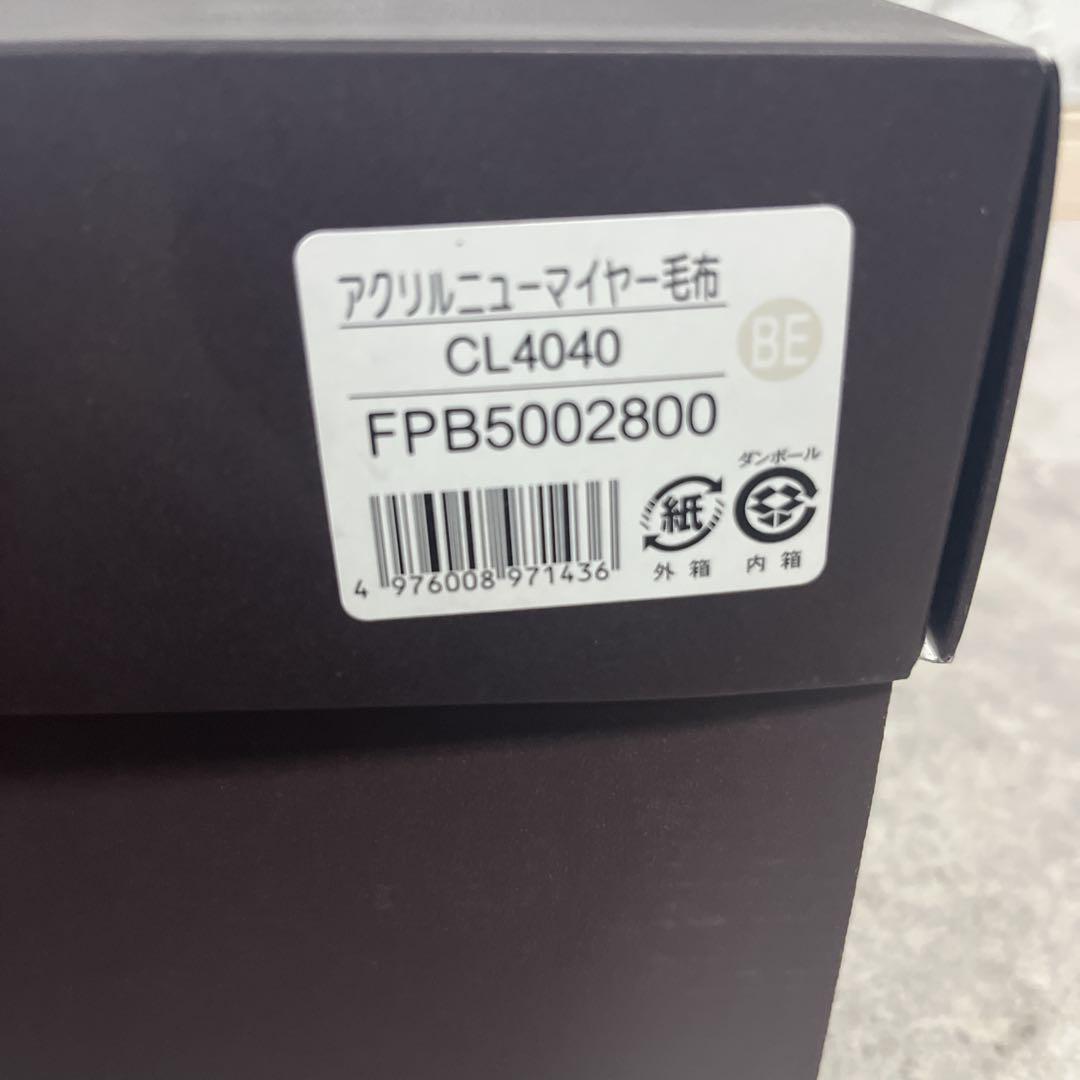 アクリルニューマイヤー毛布
BE
CL4040
FPB5002800
ダンボール
紙
外箱
内箱
4 976008 971436